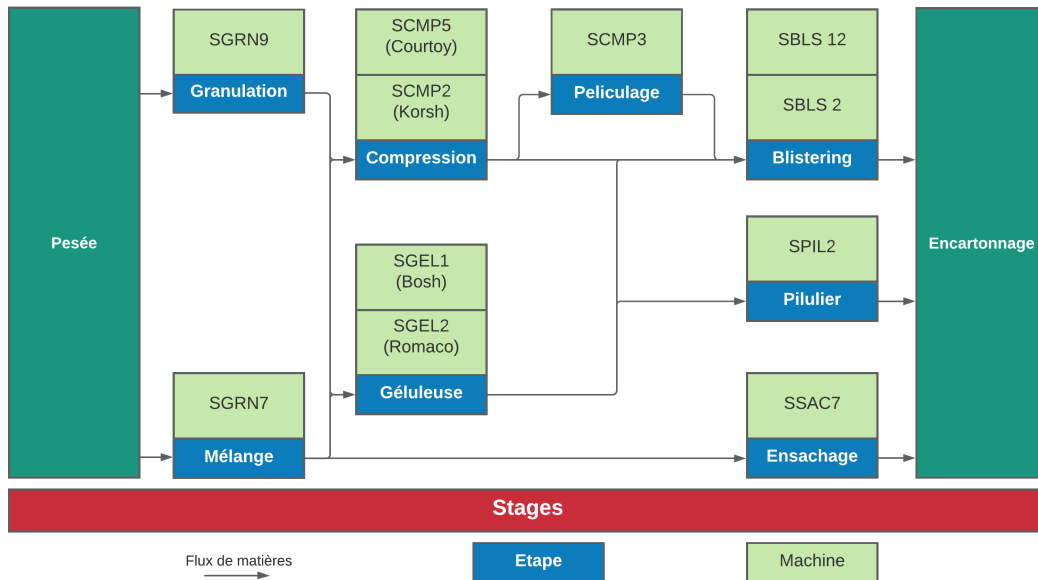 Pesée
SGRN9
Granulation
SGRN7
Mélange
SCMP5
(Courtoy)
SCMP2
(Korsh)
Compression
SGEL1
(Bosh)
SGEL2
(Romaco)
Géluleuse
SCMP3
Peliculage
SBLS 12
SBLS 2
Blistering
SPIL2
Pilulier
SSAC7
Ensachage
Encartonnage
Stages
Flux de matières
Etape
Machine